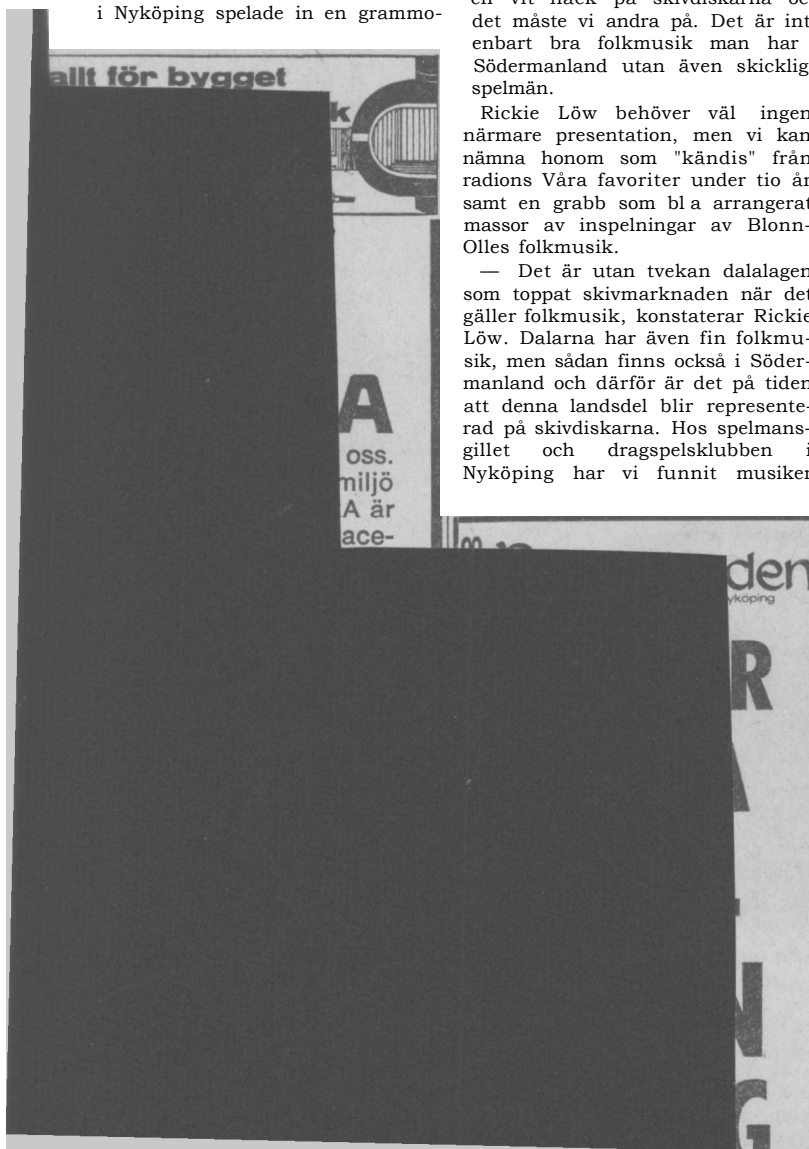 i Nyköping spelade in en grammo-
allt för bygget
k
A
oss.
miljö
A är
ace-
det måste vi andra på. Det är int
enbart bra folkmusik man har
Södermanland utan även skicklig
spelmän.
Rickie Löw behöver väl ingen
närmare presentation, men vi kan
nämna honom som "kändis" från
radions Våra favoriter under tio år
samt en grabb som bl a arrangerat
massor av inspelningar av Blonn-
Olles folkmusik.
— Det är utan tvekan dalalagen
som toppat skivmarknaden när det
gäller folkmusik, konstaterar Rickie
Löw. Dalarna har även fin folkmu-
sik, men sådan finns också i Söder-
manland och därför är det på tiden
att denna landsdel blir represente-
rad på skivdiskarna. Hos spelmans-
gillet och dragspelsklubben i
Nyköping har vi funnit musiker
den
yköping
R
A
N
G